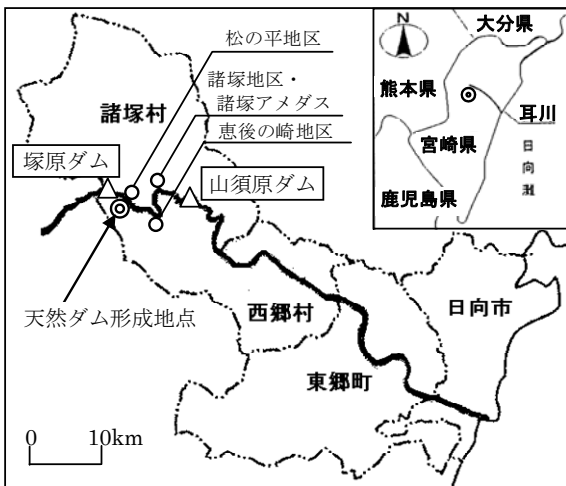 松の平地区
諸塚地区・
諸塚アメダス
恵後の崎地区
諸塚村
塚原ダム
山須原ダム
天然ダム形成地点
西郷村
日向市
東郷町
0 10km
N
大分県
熊本県
耳川
宮崎県
日向灘
鹿児島県